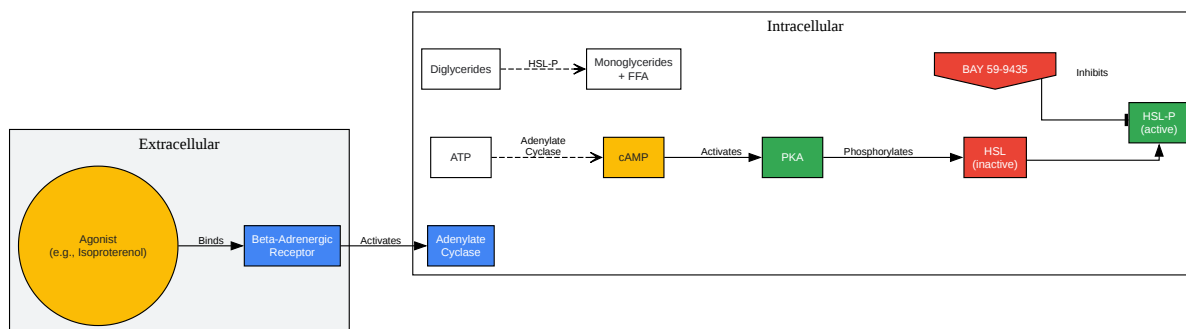 Intracellular
Diglycerides
HSL-P
Monoglycerides
+ FFA
BAY 59-9435
Inhibits
HSL-P
(active)
Extracellular
ATP
Adenylate
Cyclase
cAMP
Activates
PKA
Phosphorylates
HSL
(inactive)
Agonist
(e.g., Isoproterenol)
Binds
Beta-Adrenergic
Receptor
Activates
Adenylate
Cyclase